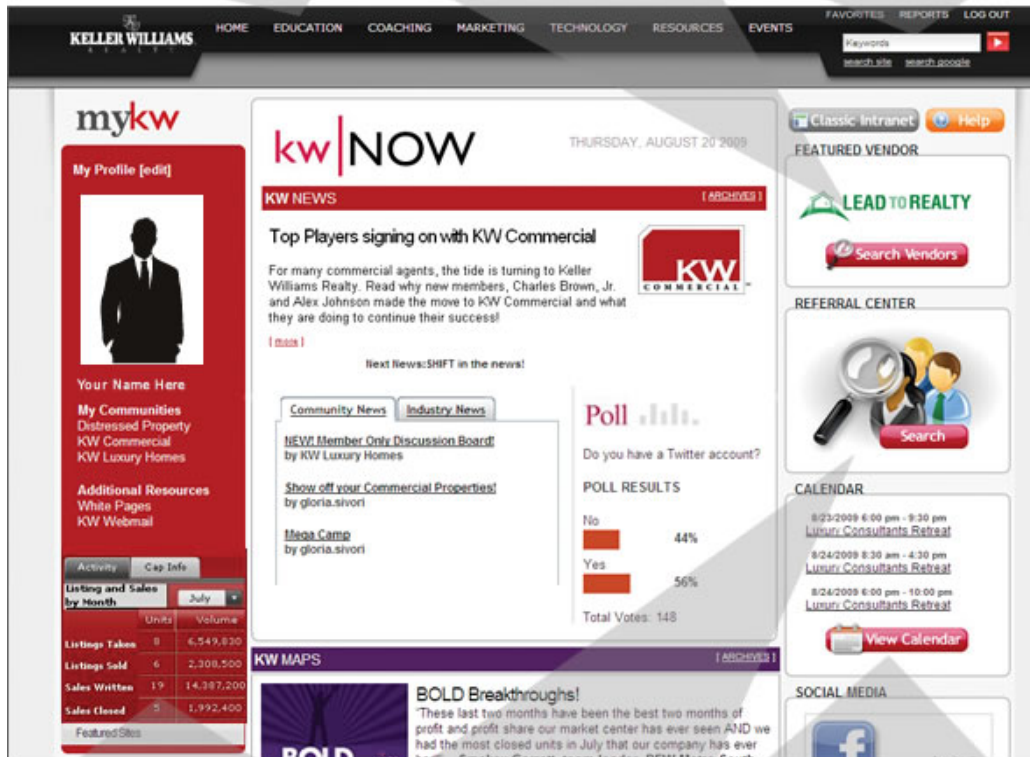 KELLER WILLIAMS
REALTY
HOME EDUCATION COACHING MARKETING TECHNOLOGY RESOURCES EVENTS
FAVORITES REPORTS LOG OUT
Keywords
search site search google
mykw
My Profile [edit]
Your Name Here
My Communities
Distressed Property
KW Commercial
KW Luxury Homes
Additional Resources
White Pages
KW Webmail
Activity Cap Info
Listing and Sales
by Month July
Units Volume
Listings Taken 8 6,549,830
Listings Sold 6 2,308,500
Sales Written 19 14,387,200
Sales Closed 5 1,992,400
Featured Sites
kw|NOW
THURSDAY, AUGUST 20 2009
KW NEWS [ ARCHIVES ]
Top Players signing on with KW Commercial
For many commercial agents, the tide is turning to Keller
Williams Realty. Read why new members, Charles Brown, Jr.
and Alex Johnson made the move to KW Commercial and what
they are doing to continue their success!
[ more ]
KW
COMMERCIAL
Next News:SHIFT in the news!
Community News Industry News
NEW! Member Only Discussion Board!
by KW Luxury Homes
Show off your Commercial Properties!
by gloria.sivori
Mega Camp
by gloria.sivori
Poll
Do you have a Twitter account?
POLL RESULTS
No
44%
Yes
56%
Total Votes: 148
KW MAPS [ ARCHIVES ]
BOLD
BOLD Breakthroughs!
"These last two months have been the best two months of
profit and profit share our market center has ever seen AND we
had the most closed units in July that our company has ever
Classic Intranet Help
FEATURED VENDOR
LEAD TO REALTY
Search Vendors
REFERRAL CENTER
Search
CALENDAR
8/23/2009 6:00 pm - 9:30 pm
Luxury Consultants Retreat
8/24/2009 8:30 am - 4:30 pm
Luxury Consultants Retreat
8/24/2009 6:00 pm - 10:00 pm
Luxury Consultants Retreat
View Calendar
SOCIAL MEDIA
f